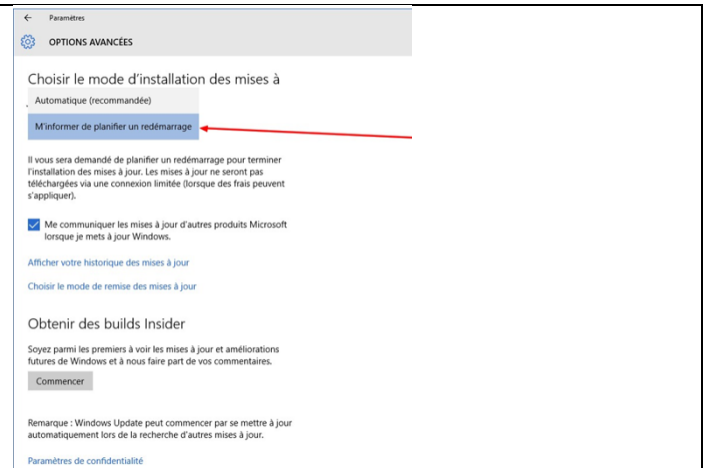 Paramètres
OPTIONS AVANCÉES
Choisir le mode d'installation des mises à
Automatique (recommandée)
M'informer de planifier un redémarrage
Il vous sera demandé de planifier un redémarrage pour terminer
l'installation des mises à jour. Les mises à jour ne seront pas
téléchargées via une connexion limitée (lorsque des frais peuvent
s'appliquer).
Me communiquer les mises à jour d'autres produits Microsoft
lorsque je mets à jour Windows.
Afficher votre historique des mises à jour
Choisir le mode de remise des mises à jour
Obtenir des builds Insider
Soyez parmi les premiers à voir les mises à jour et améliorations
futures de Windows et à nous faire part de vos commentaires.
Commencer
Remarque : Windows Update peut commencer par se mettre à jour
automatiquement lors de la recherche d'autres mises à jour.
Paramètres de confidentialité